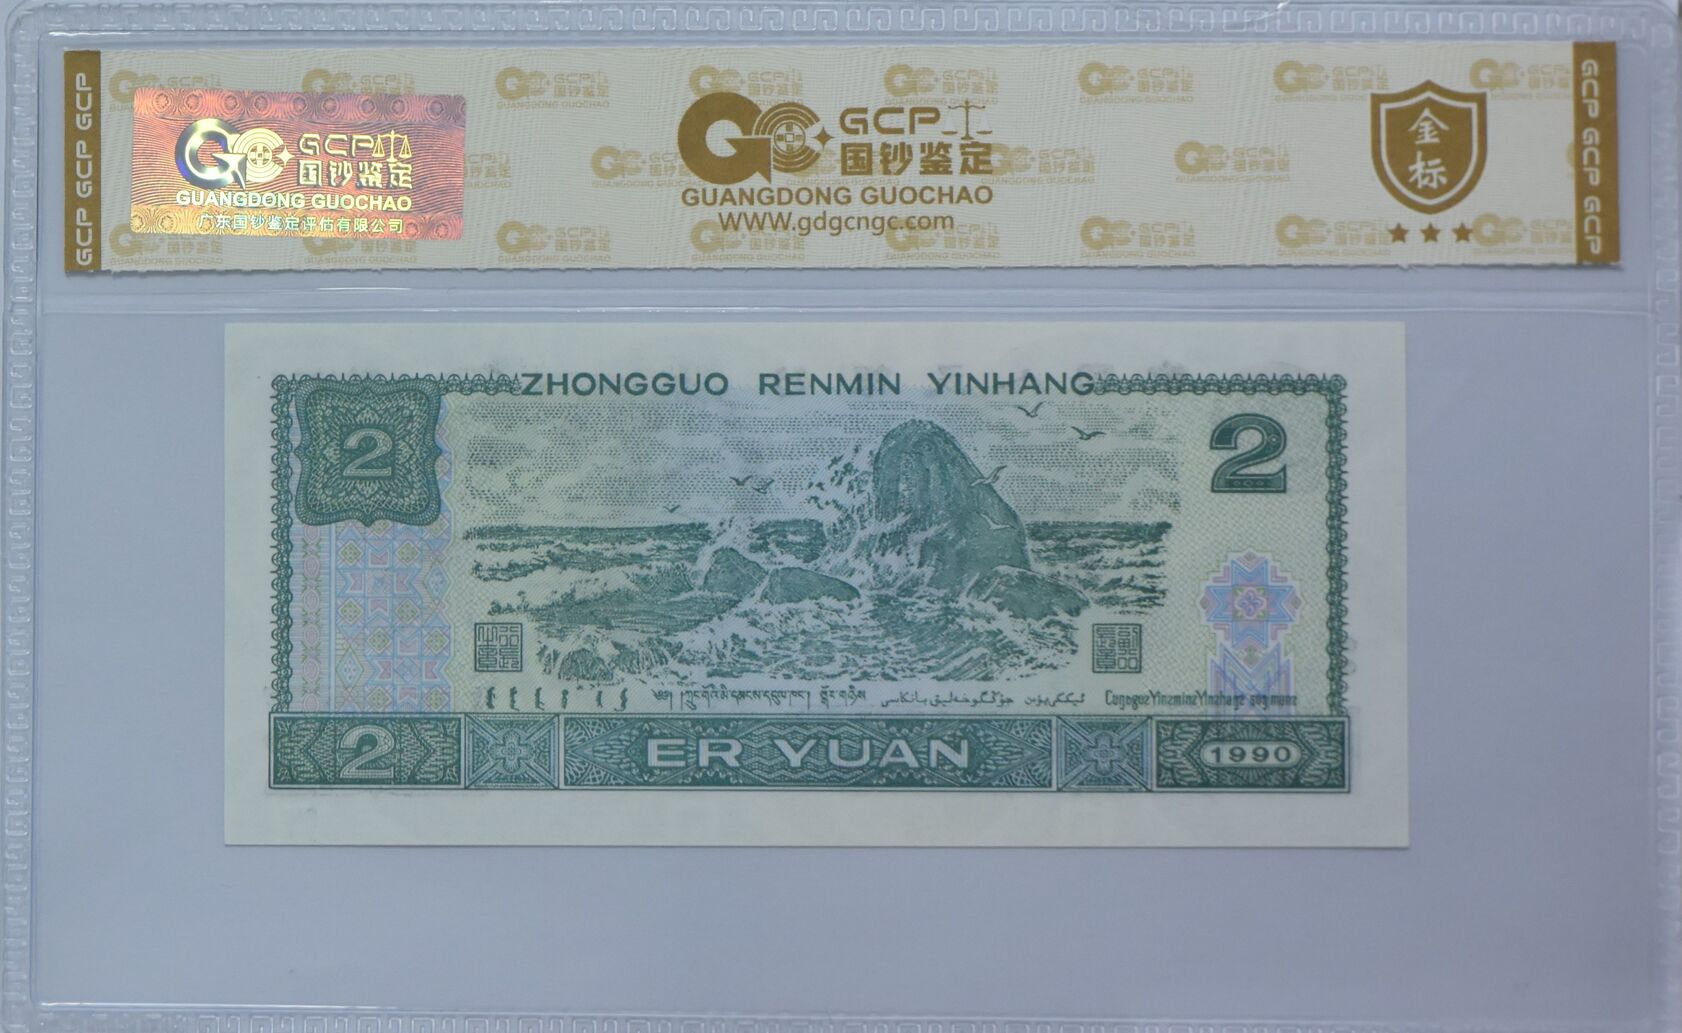 GCP GCP GCP
GCP
国钞鉴定
GUANGDONG GUOCHAO
广东国钞鉴定评估有限公司
GCP
国钞鉴定
GUANGDONG GUOCHAO
WWW.gdgcngc.com
金标
GCP GCP GCP
ZHONGGUO RENMIN YINHANG
2
2
2
ER YUAN
1990